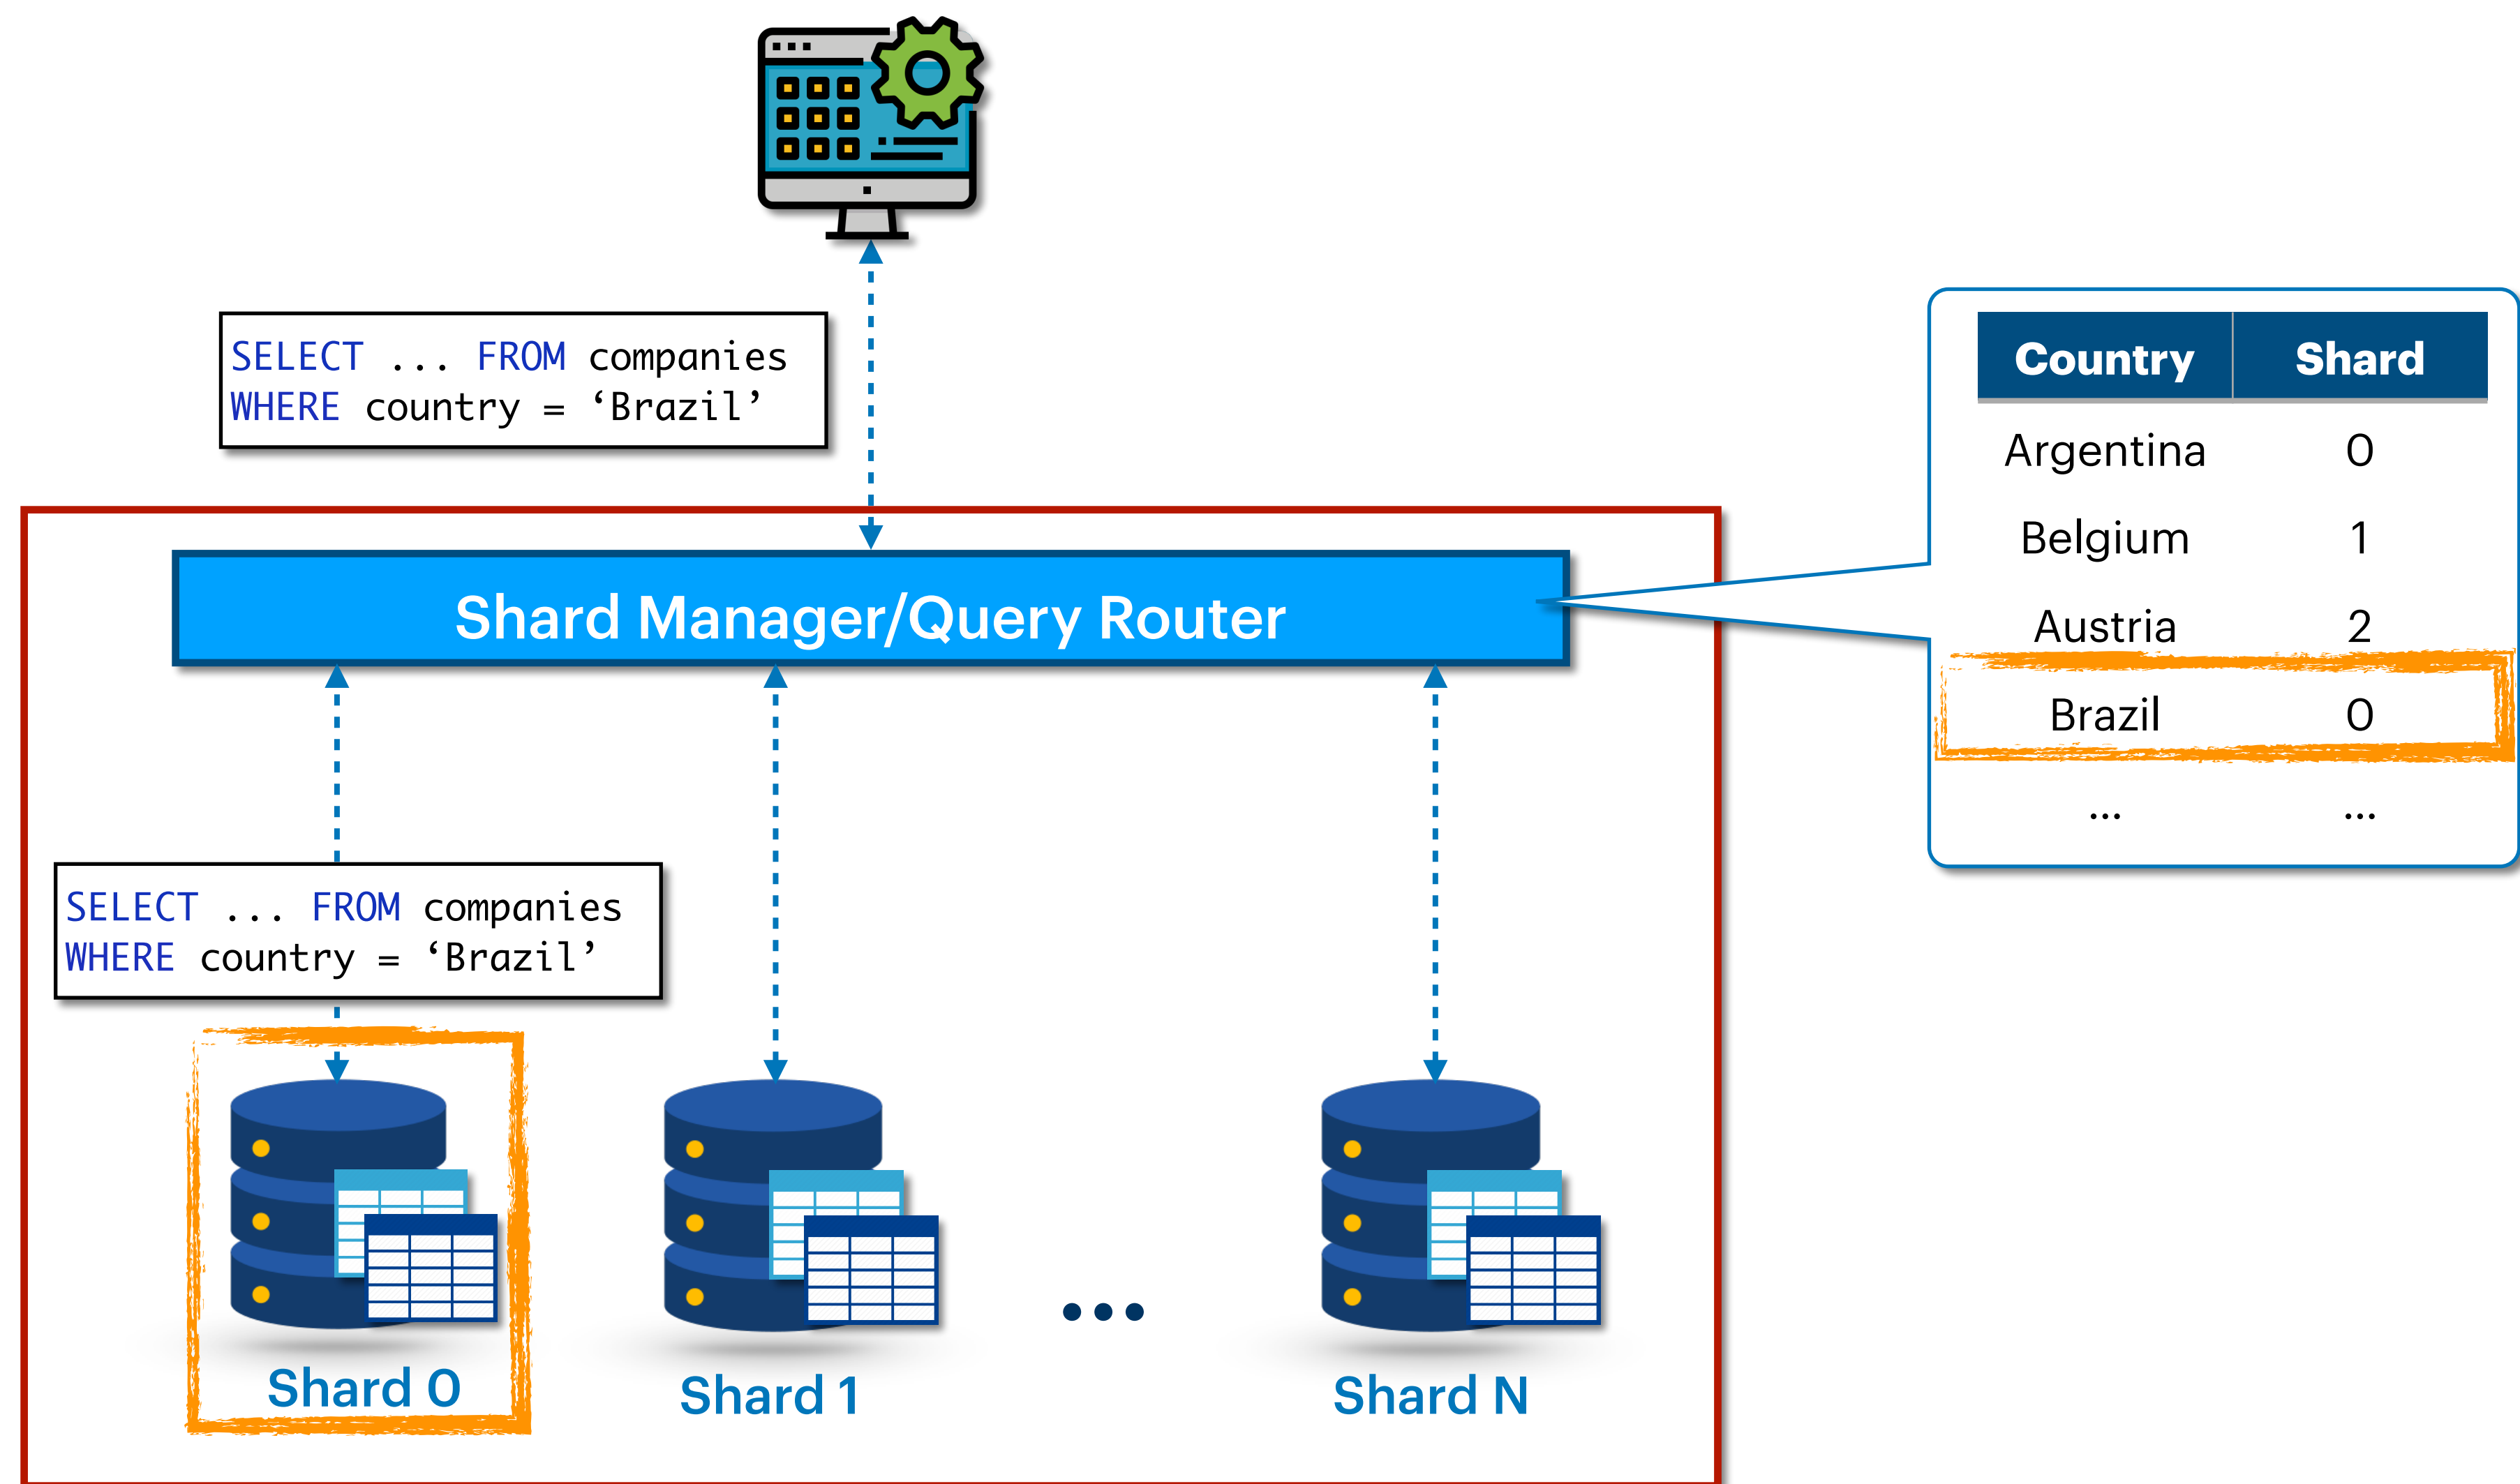 SELECT ... FROM companies
WHERE country = ‘Brazil’
Country Shard
Argentina 0
Belgium 1
Austria 2
Brazil 0
... ...
Shard Manager/Query Router
SELECT ... FROM companies
WHERE country = ‘Brazil’
...
Shard 0
Shard 1
Shard N